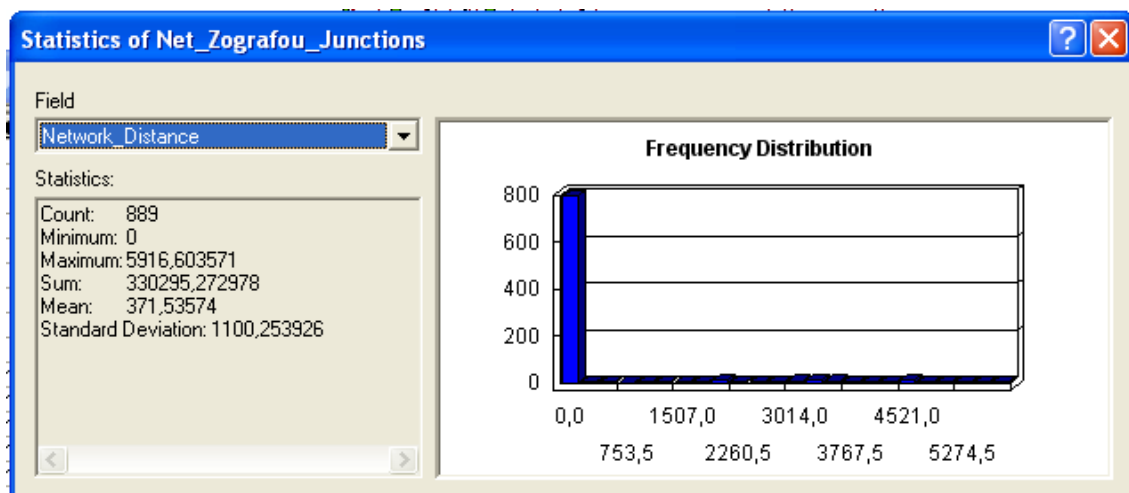 Statistics of Net_Zografou_Junctions
?
Field
Network_Distance
Statistics:
Count: 889
Minimum: 0
Maximum: 5916,603571
Sum: 330295,272978
Mean: 371,53574
Standard Deviation: 1100,253926
Frequency Distribution
800
600
400
200
0
0,0 1507,0 3014,0 4521,0
753,5 2260,5 3767,5 5274,5